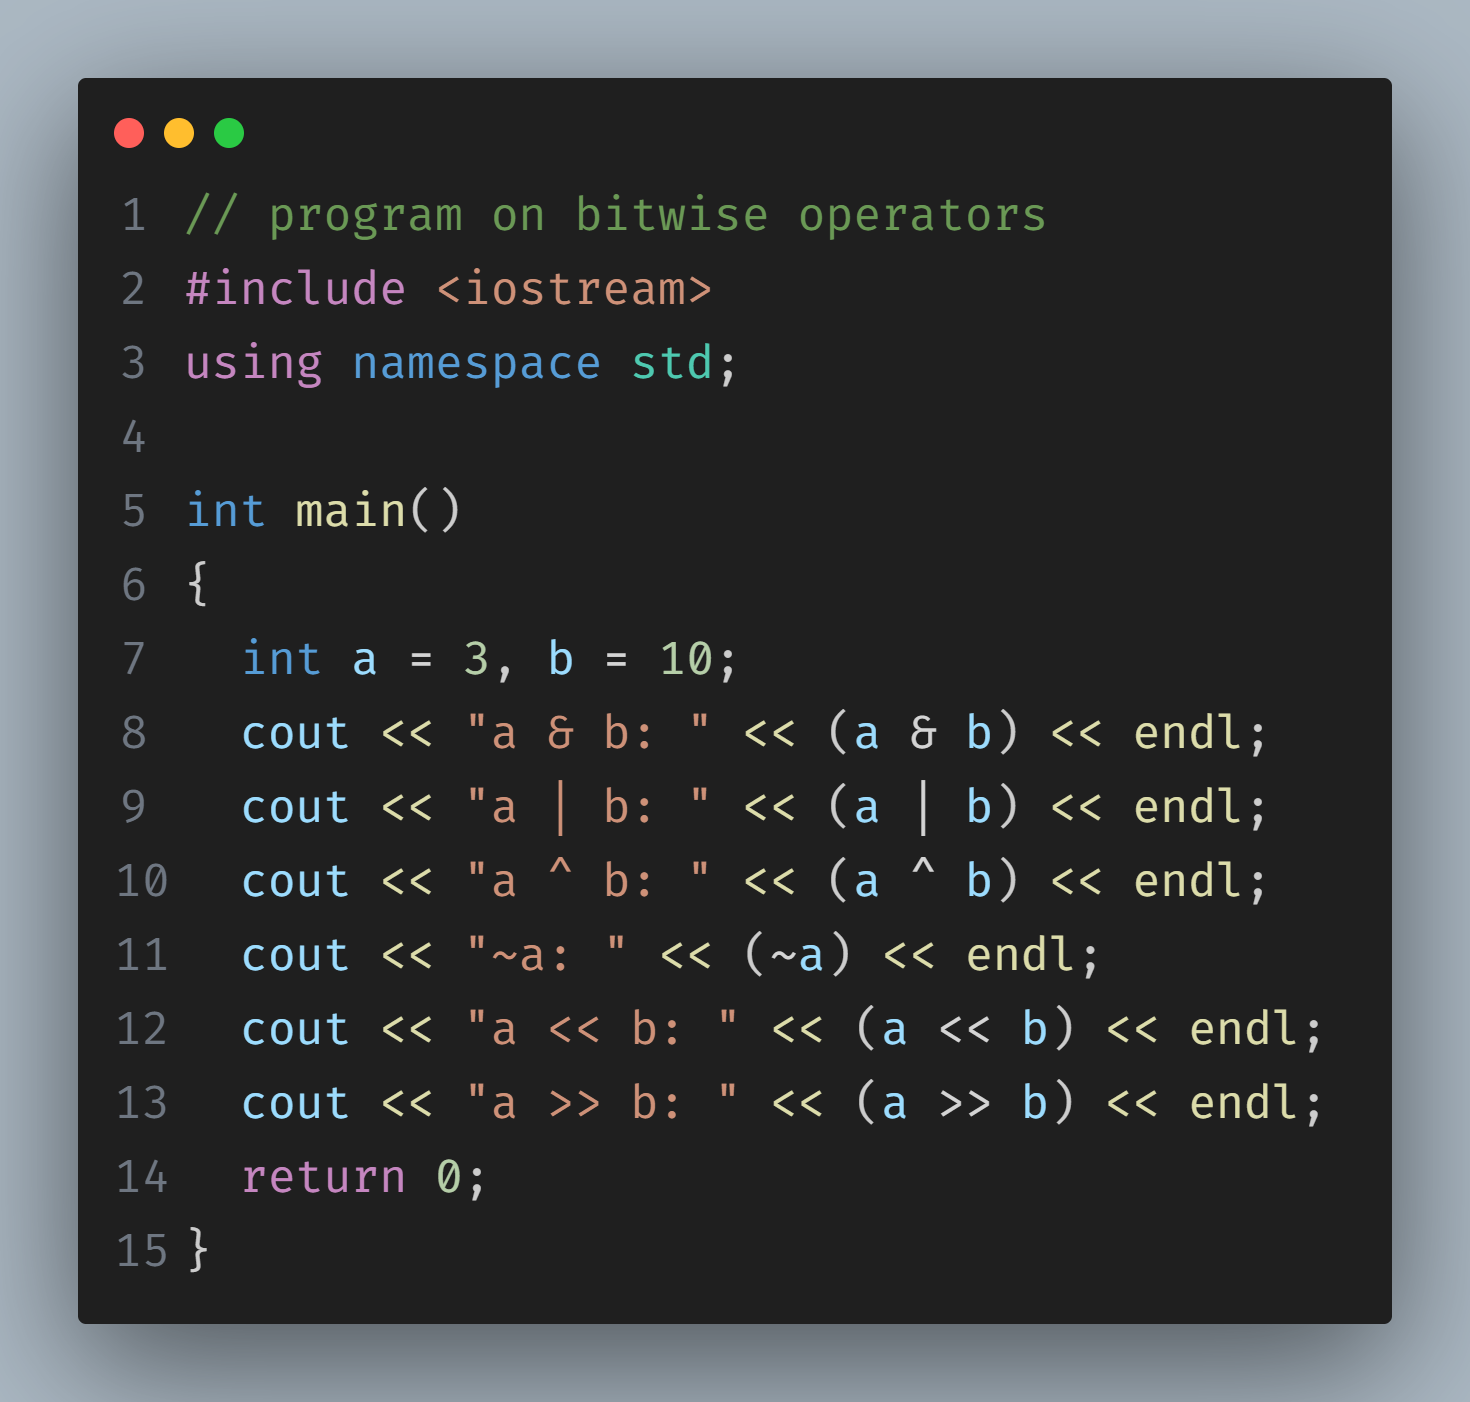 1 // program on bitwise operators
2 #include <iostream>
3 using namespace std;
4
5 int main()
6 {
7   int a = 3, b = 10;
8   cout << "a & b: " << (a & b) << endl;
9   cout << "a | b: " << (a | b) << endl;
10   cout << "a ^ b: " << (a ^ b) << endl;
11   cout << "~a: " << (~a) << endl;
12   cout << "a << b: " << (a << b) << endl;
13   cout << "a >> b: " << (a >> b) << endl;
14   return 0;
15 }